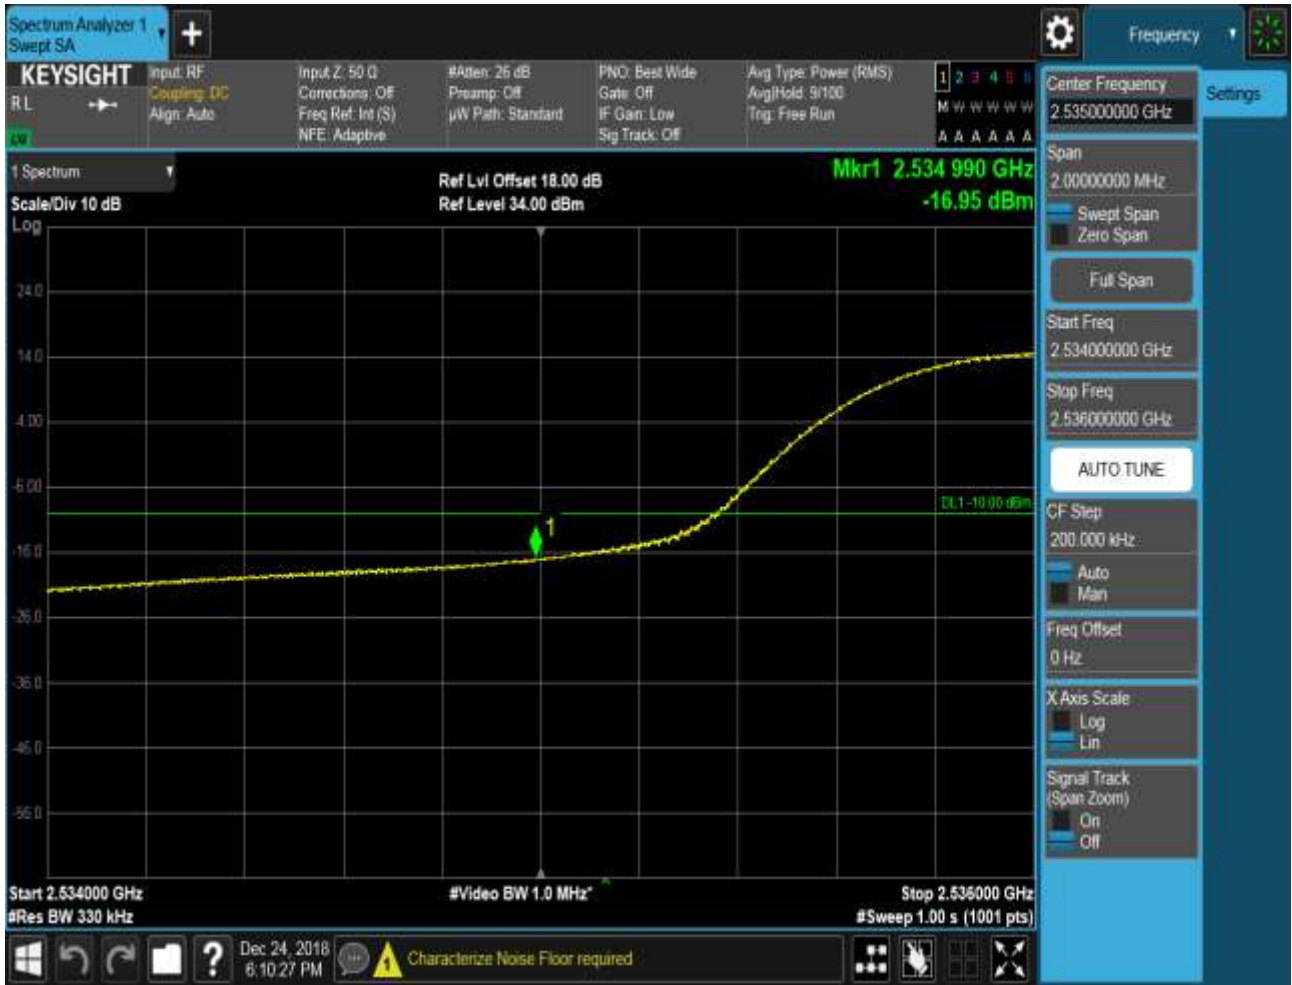 Spectrum Analyzer 1
Swept SA
+
Frequency
KEYSIGHT
RL
Input: RF
Coupling: DC
Align: Auto
Input Z: 50 Ω
Corrections: Off
Freq Ref: Int (S)
NFE: Adaptive
#Atten: 26 dB
Preamp: Off
µW Path: Standard
PNO: Best Wide
Gate: Off
IF Gain: Low
Sig Track: Off
Avg Type: Power (RMS)
Avg|Hold: 9/100
Trig: Free Run
1 2 3 4 5 6
M W W W W W
A A A A A A
Center Frequency
2.535000000 GHz
Settings
1 Spectrum
Scale/Div 10 dB
Log
Ref Lvl Offset 18.00 dB
Ref Level 34.00 dBm
Mkr1 2.534 990 GHz
-16.95 dBm
24.0
14.0
4.00
-6.00
-16.0
-26.0
-36.0
-46.0
-56.0
DL1 -10.00 dBm
1
Span
2.00000000 MHz
Swept Span
Zero Span
Full Span
Start Freq
2.534000000 GHz
Stop Freq
2.536000000 GHz
AUTO TUNE
CF Step
200.000 kHz
Auto
Man
Freq Offset
0 Hz
X Axis Scale
Log
Lin
Signal Track
(Span Zoom)
On
Off
Start 2.534000 GHz
#Res BW 330 kHz
#Video BW 1.0 MHz*
Stop 2.536000 GHz
#Sweep 1.00 s (1001 pts)
?
Dec 24, 2018
6:10:27 PM
1
Characterize Noise Floor required